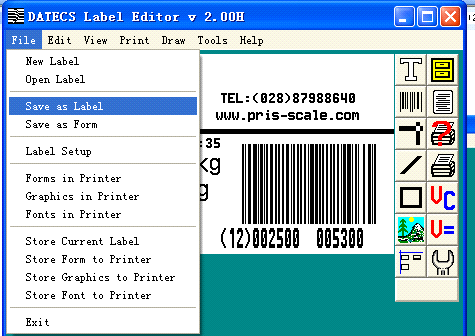 DATECS Label Editor v 2.00H
File Edit View Print Draw Tools Help
New Label
Open Label
Save as Label
Save as Form
Label Setup
Forms in Printer
Graphics in Printer
Fonts in Printer
Store Current Label
Store Form to Printer
Store Graphics to Printer
Store Font to Printer
Exit
TEL:(028)87988640
www.pris-scale.com
:35
kg
g
(12)002500 005300
T
?
VC
V=